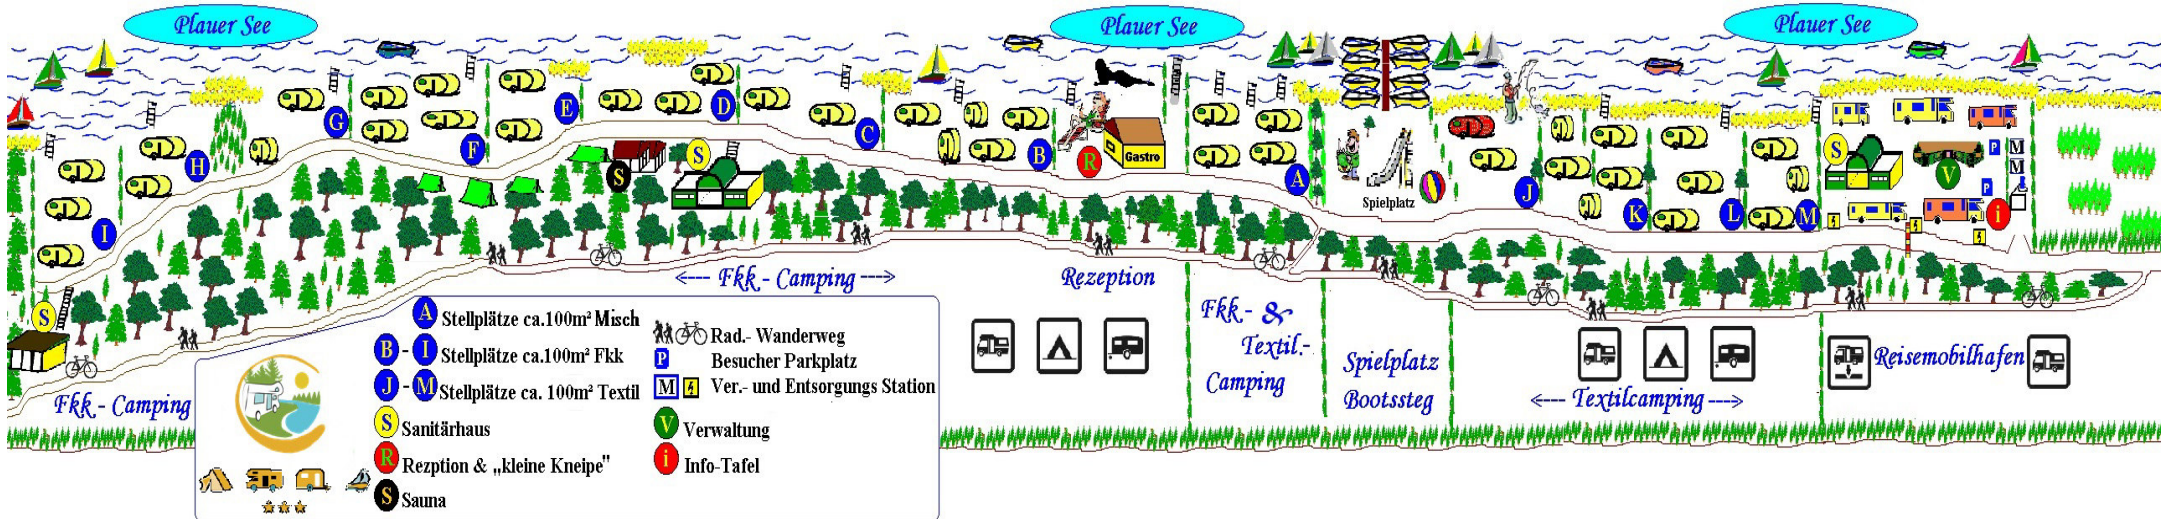 Plauer See
Plauer See
Plauer See
G
E
D
C
F
H
I
B
R
Gastro
A
S
S
S
Spielplatz
J
K
L
M
S
V
P
P
M
M
i
<---- Fkk.- Camping ---->
Rezeption
Fkk.- &
Textil.-
Camping
Spielplatz
Bootssteg
<---- Textilcamping ---->
Reisemobilhafen
Fkk.- Camping
A Stellplätze ca.100m² Misch
B - I Stellplätze ca.100m² Fkk
J - M Stellplätze ca. 100m² Textil
S Sanitärhaus
R Rezption & „kleine Kneipe"
S Sauna
Rad.- Wanderweg
P Besucher Parkplatz
M Ver.- und Entsorgungs Station
V Verwaltung
i Info-Tafel